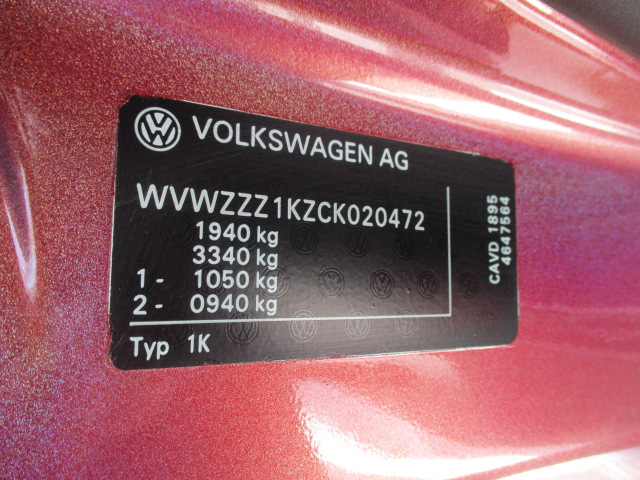 VOLKSWAGEN AG
WVWZZZ1KZCK020472
1940 kg
3340 kg
1 - 1050 kg
2 - 0940 kg
Typ 1K
CAVD 1895
4647564